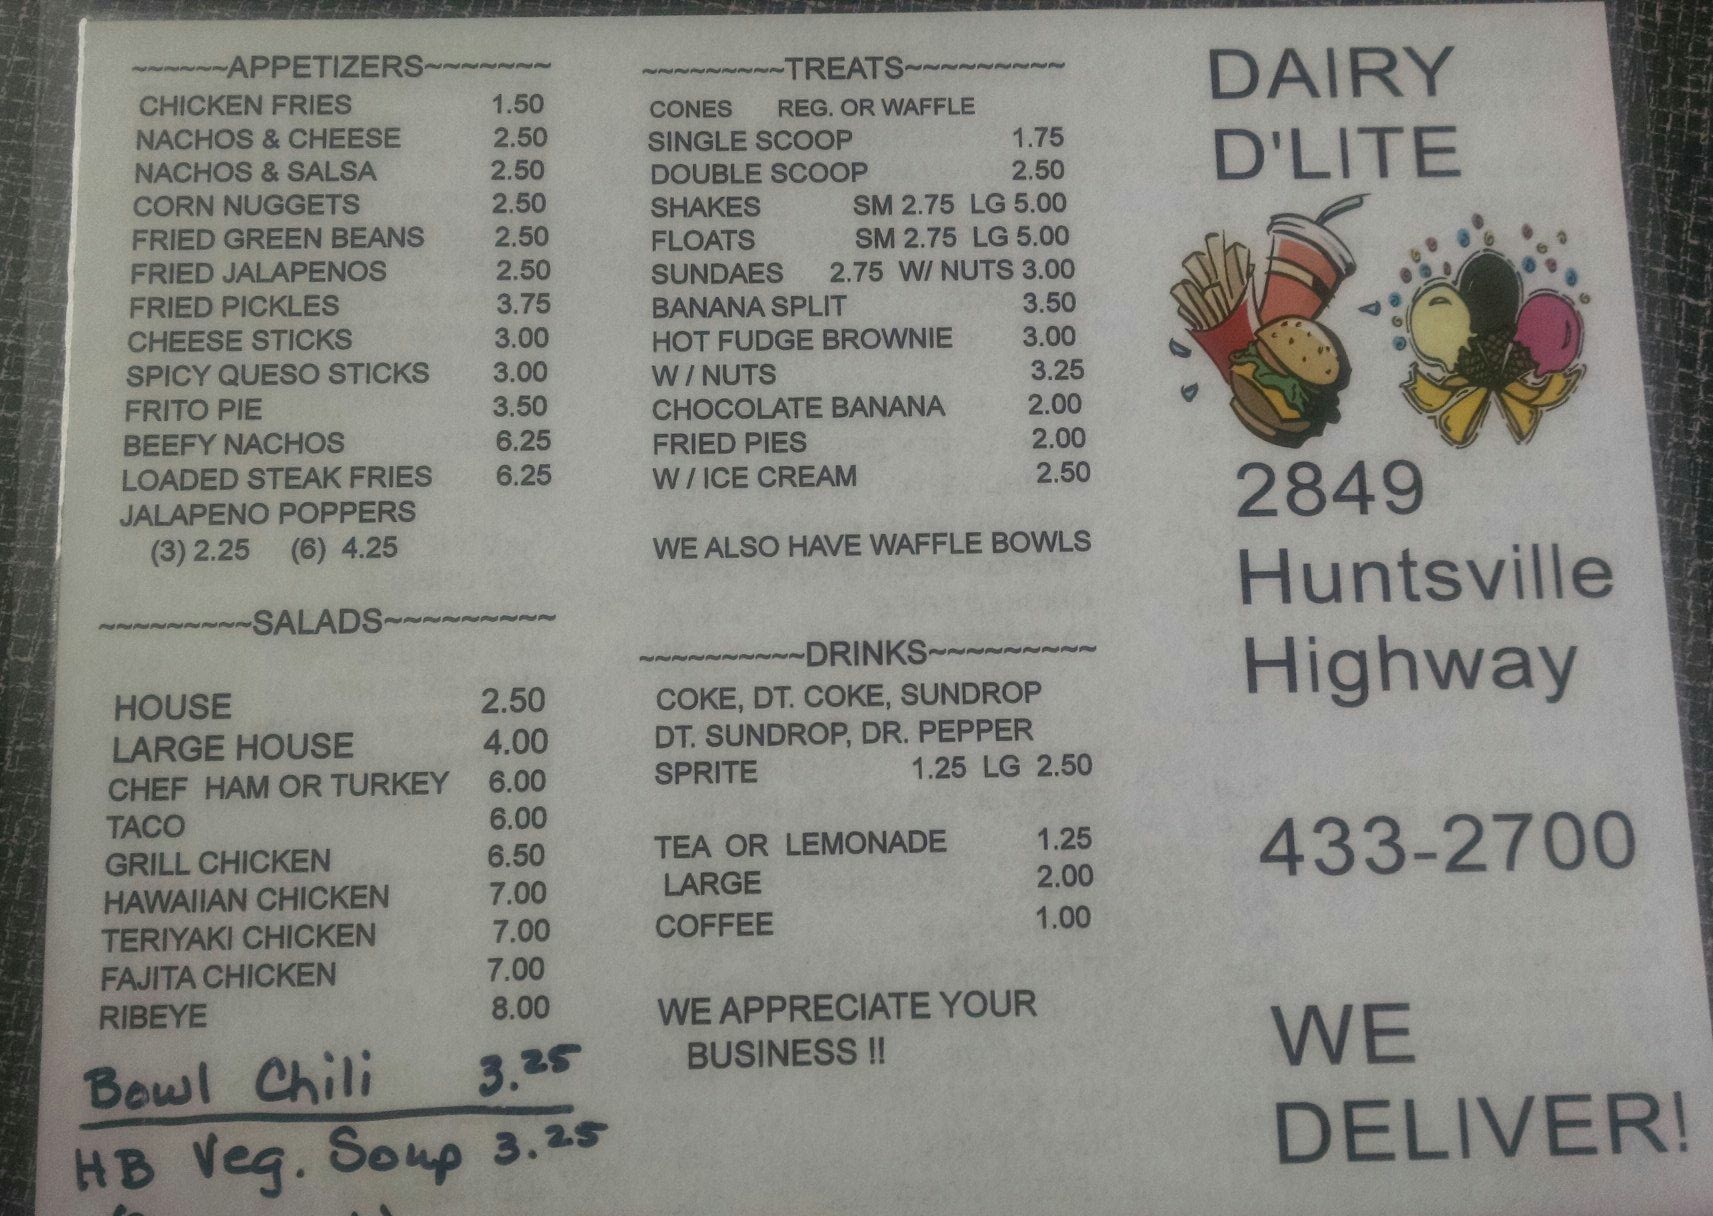 ~~~~~~APPETIZERS~~~~~~~~
CHICKEN FRIES 1.50
NACHOS & CHEESE 2.50
NACHOS & SALSA 2.50
CORN NUGGETS 2.50
FRIED GREEN BEANS 2.50
FRIED JALAPENOS 2.50
FRIED PICKLES 3.75
CHEESE STICKS 3.00
SPICY QUESO STICKS 3.00
FRITO PIE 3.50
BEEFY NACHOS 6.25
LOADED STEAK FRIES 6.25
JALAPENO POPPERS
(3) 2.25 (6) 4.25
~~~~~~~~~SALADS~~~~~~~~~~
HOUSE 2.50
LARGE HOUSE 4.00
CHEF HAM OR TURKEY 6.00
TACO 6.00
GRILL CHICKEN 6.50
HAWAIIAN CHICKEN 7.00
TERIYAKI CHICKEN 7.00
FAJITA CHICKEN 7.00
RIBEYE 8.00
Bowl Chili 3.25
HB Veg. Soup 3.25
~~~~~~~~~TREATS~~~~~~~~~~
CONES REG. OR WAFFLE
SINGLE SCOOP 1.75
DOUBLE SCOOP 2.50
SHAKES SM 2.75 LG 5.00
FLOATS SM 2.75 LG 5.00
SUNDAES 2.75 W/ NUTS 3.00
BANANA SPLIT 3.50
HOT FUDGE BROWNIE 3.00
W / NUTS 3.25
CHOCOLATE BANANA 2.00
FRIED PIES 2.00
W / ICE CREAM 2.50
WE ALSO HAVE WAFFLE BOWLS
~~~~~~~~~~DRINKS~~~~~~~~~~
COKE, DT. COKE, SUNDROP
DT. SUNDROP, DR. PEPPER
SPRITE 1.25 LG 2.50
TEA OR LEMONADE 1.25
LARGE 2.00
COFFEE 1.00
WE APPRECIATE YOUR
BUSINESS !!
DAIRY
D'LITE
2849
Huntsville
Highway
433-2700
WE
DELIVER!